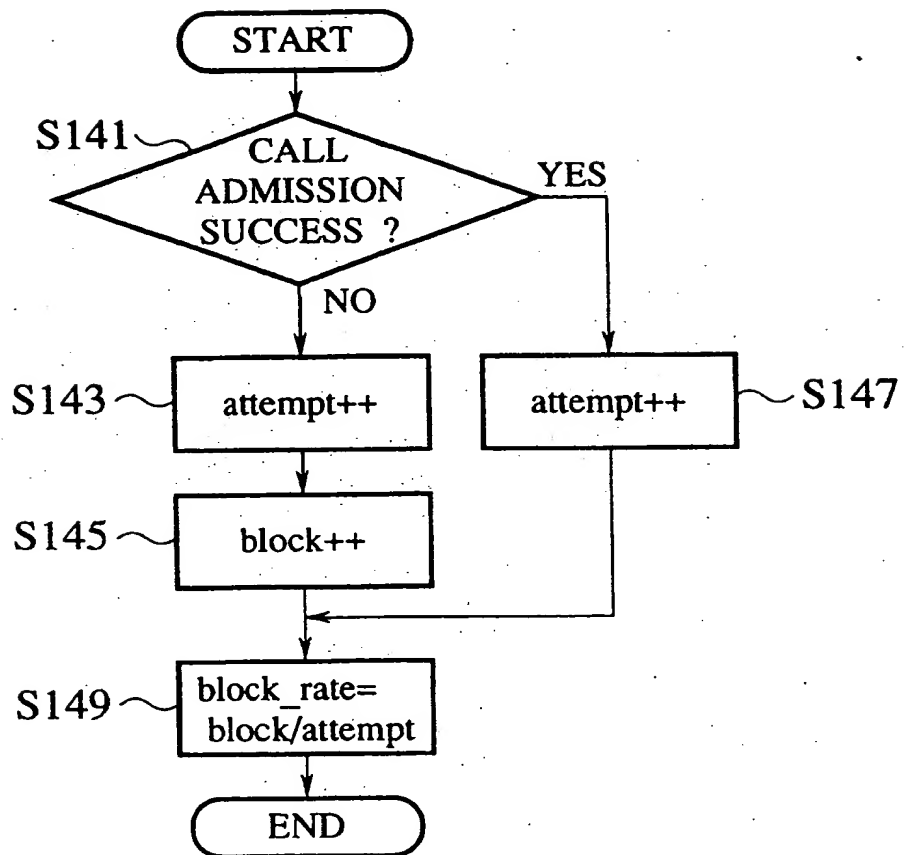 START
S141
CALL
ADMISSION
SUCCESS ?
YES
NO
S143
attempt++
attempt++
S147
S145
block++
S149
block_rate=
block/attempt
END